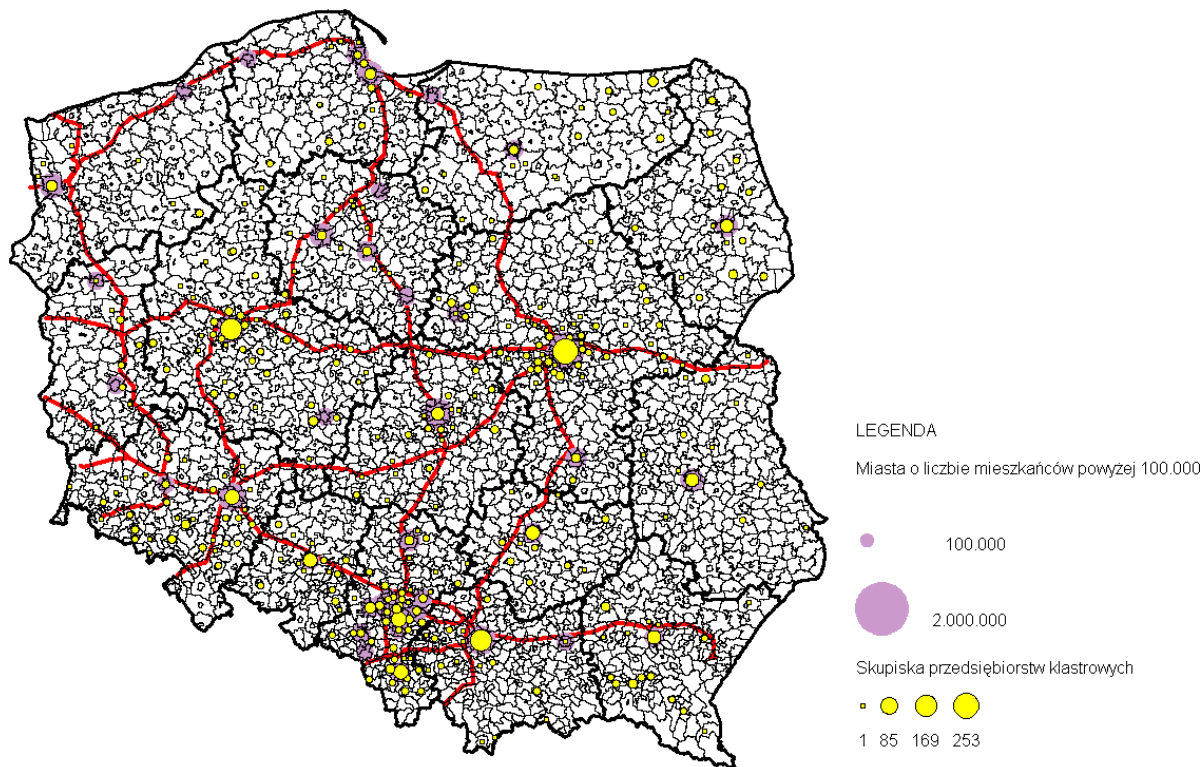 LEGENDA
Miasta o liczbie mieszkańców powyżej 100.000
100.000
2.000.000
Skupiska przedsiębiorstw klastrowych
1 85 169 253